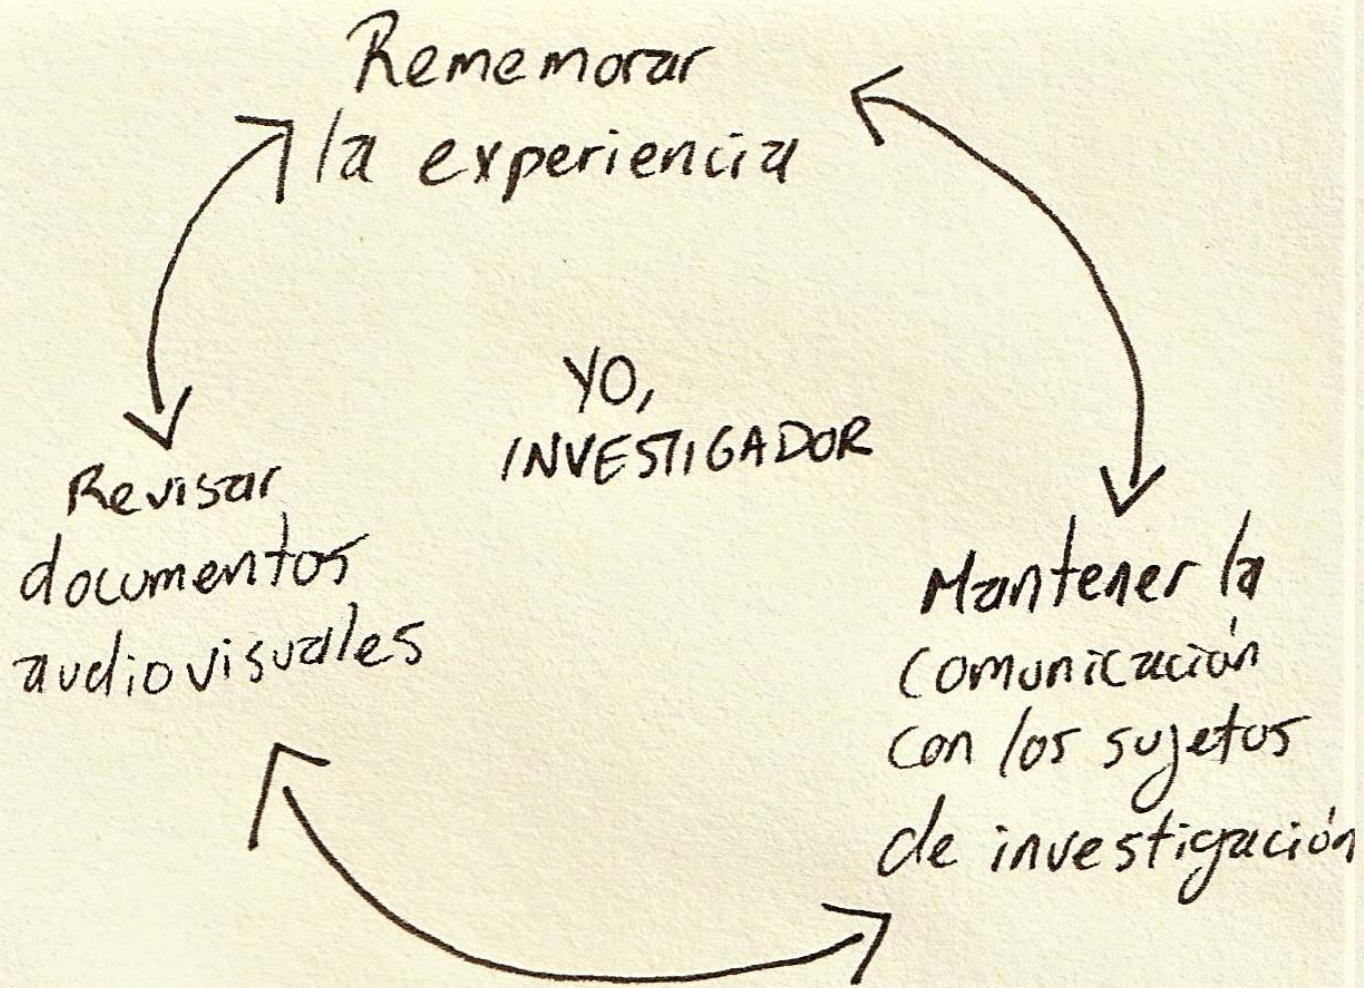 Rememorar
la experiencia
YO,
INVESTIGADOR
Revisar
documentos
audiovisuales
Mantener la
comunicación
con los sujetos
de investigación